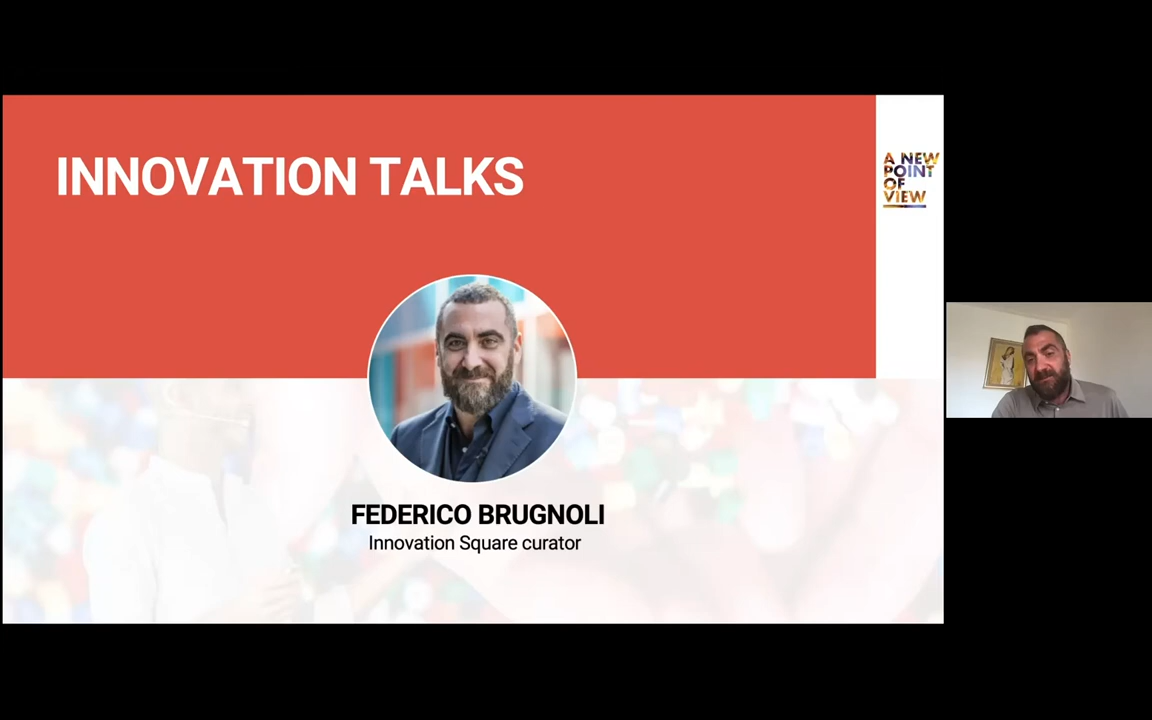 INNOVATION TALKS
A NEW
POINT
OF
VIEW
FEDERICO BRUGNOLI
Innovation Square curator